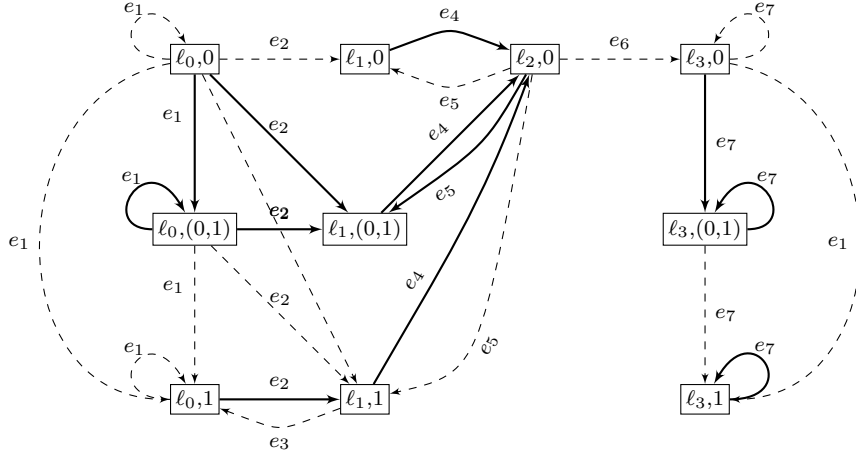 e₁ e₄ e₇
ℓ₀,0 e₂ ℓ₁,0 ℓ₂,0 e₆ ℓ₃,0
e₅
e₁ e₂ e₄ e₇
e₁ e₅ e₇
ℓ₀,(0,1) e₂ ℓ₁,(0,1) ℓ₃,(0,1)
e₁ e₁
e₁ e₂ e₄ e₇
e₁ e₂ e₅ e₇
ℓ₀,1 ℓ₁,1 ℓ₃,1
e₃